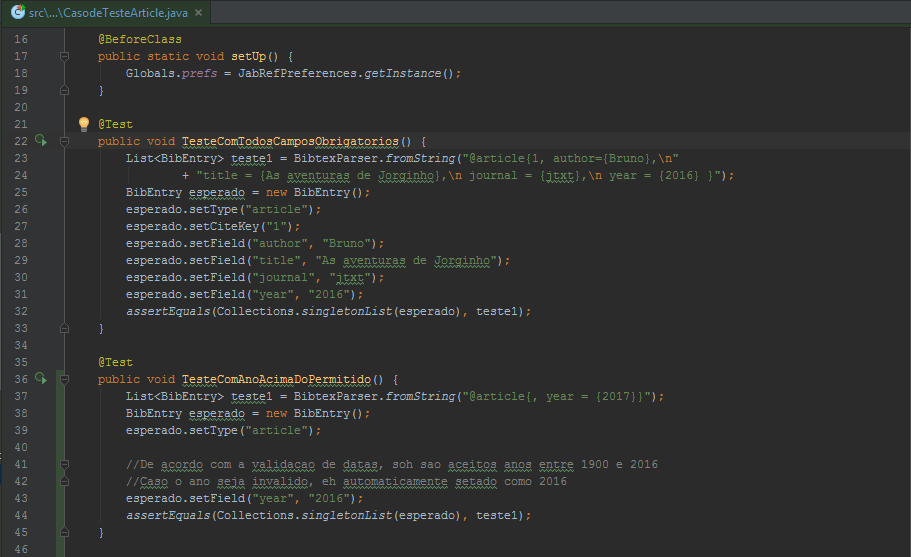 src\...\CasodeTesteArticle.java ×
16 @BeforeClass
17 public static void setUp() {
18 Globals.prefs = JabRefPreferences.getInstance();
19 }
20
21 @Test
22 public void TesteComTodosCamposObrigatorios() {
23 List<BibEntry> teste1 = BibtexParser.fromString("@article{1, author={Bruno},\n"
24 + "title = {As aventuras de Jorginho},\n journal = {jtxt},\n year = {2016} }");
25 BibEntry esperado = new BibEntry();
26 esperado.setType("article");
27 esperado.setCiteKey("1");
28 esperado.setField("author", "Bruno");
29 esperado.setField("title", "As aventuras de Jorginho");
30 esperado.setField("journal", "jtxt");
31 esperado.setField("year", "2016");
32 assertEquals(Collections.singletonList(esperado), teste1);
33 }
34
35 @Test
36 public void TesteComAnoAcimaDoPermitido() {
37 List<BibEntry> teste1 = BibtexParser.fromString("@article{, year = {2017}}");
38 BibEntry esperado = new BibEntry();
39 esperado.setType("article");
40
41 //De acordo com a validacao de datas, soh sao aceitos anos entre 1900 e 2016
42 //Caso o ano seja invalido, eh automaticamente setado como 2016
43 esperado.setField("year", "2016");
44 assertEquals(Collections.singletonList(esperado), teste1);
45 }
46